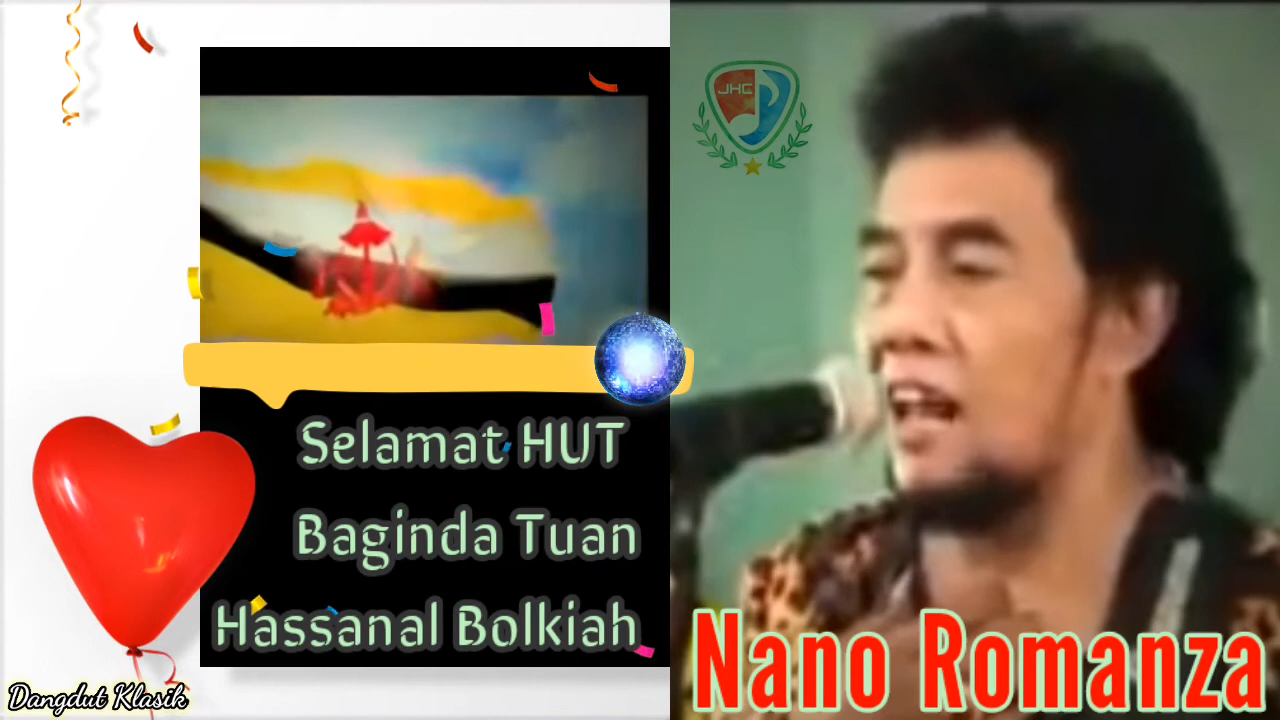 JHC
Selamat HUT
Baginda Tuan
Hassanal Bolkiah
Nano Romanza
Dangdut Klasik